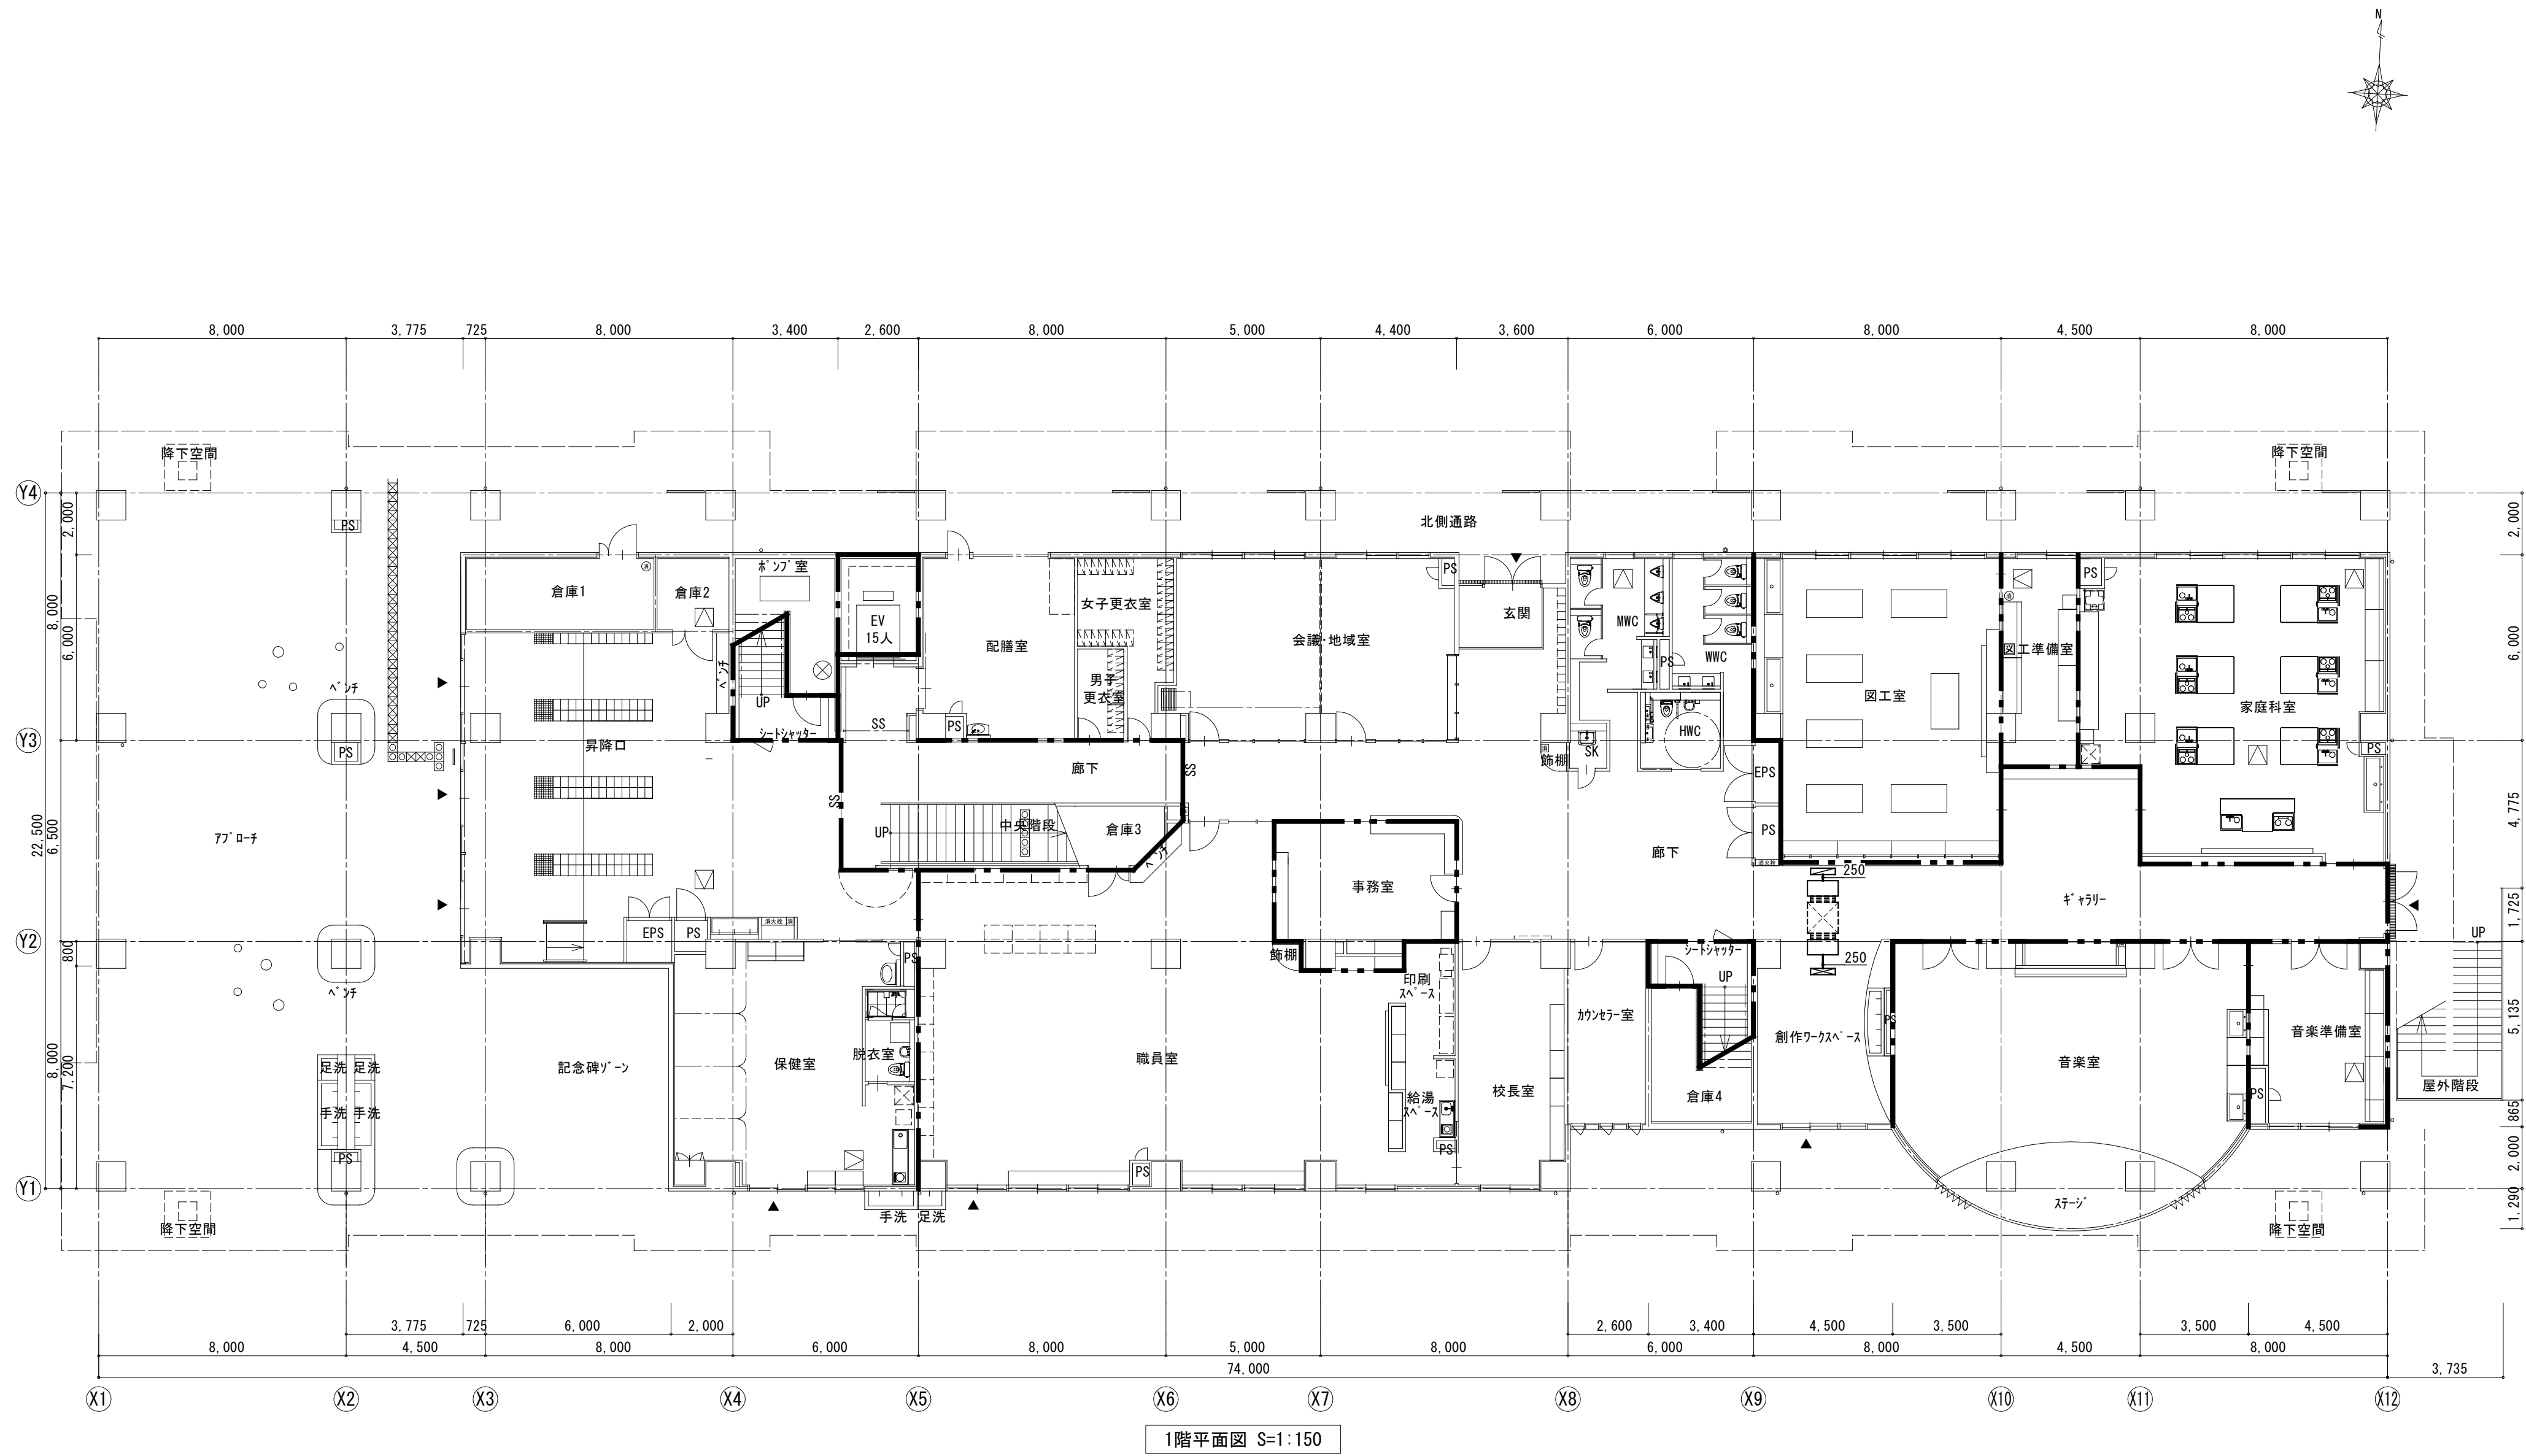 N
8,000
3,775
725
8,000
3,400
2,600
8,000
5,000
4,400
3,600
6,000
8,000
4,500
8,000
降下空間
降下空間
Y4
PS
北側通路
2,000
2,000
ポンプ室
倉庫1
消
倉庫2
EV
15人
配膳室
女子更衣室
男子
更衣室
会議・地域室
PS
玄関
MWC
WWC
PS
図工室
図工準備室
消
PS
家庭科室
8,000
6,000
6,000
ベンチ
ベンチ
UP
SS
PS
シートシャッター
Y3
PS
昇降口
廊下
SS
SS
消
飾棚
SK
HWC
EPS
PS
アプローチ
UP
中央階段
倉庫3
ベンチ
事務室
廊下
PS
消火栓
250
ギャラリー
22,500
6,500
4,775
1,725
EPS
PS
消火栓
消
Y2
800
PS
飾棚
印刷
スペース
シートシャッター
UP
250
UP
ベンチ
カウンセラー室
PS
創作ワークスペース
音楽準備室
脱衣室
保健室
職員室
校長室
音楽室
記念碑ゾーン
足洗
足洗
手洗
手洗
給湯
スペース
倉庫4
PS
屋外階段
8,000
7,200
5,135
865
PS
PS
PS
2,000
Y1
手洗
足洗
ステージ
1,290
降下空間
降下空間
3,775
725
6,000
2,000
2,600
3,400
4,500
3,500
3,500
4,500
8,000
4,500
8,000
6,000
8,000
5,000
8,000
6,000
8,000
4,500
8,000
74,000
3,735
X1
X2
X3
X4
X5
X6
X7
X8
X9
X10
X11
X12
1階平面図 S=1:150